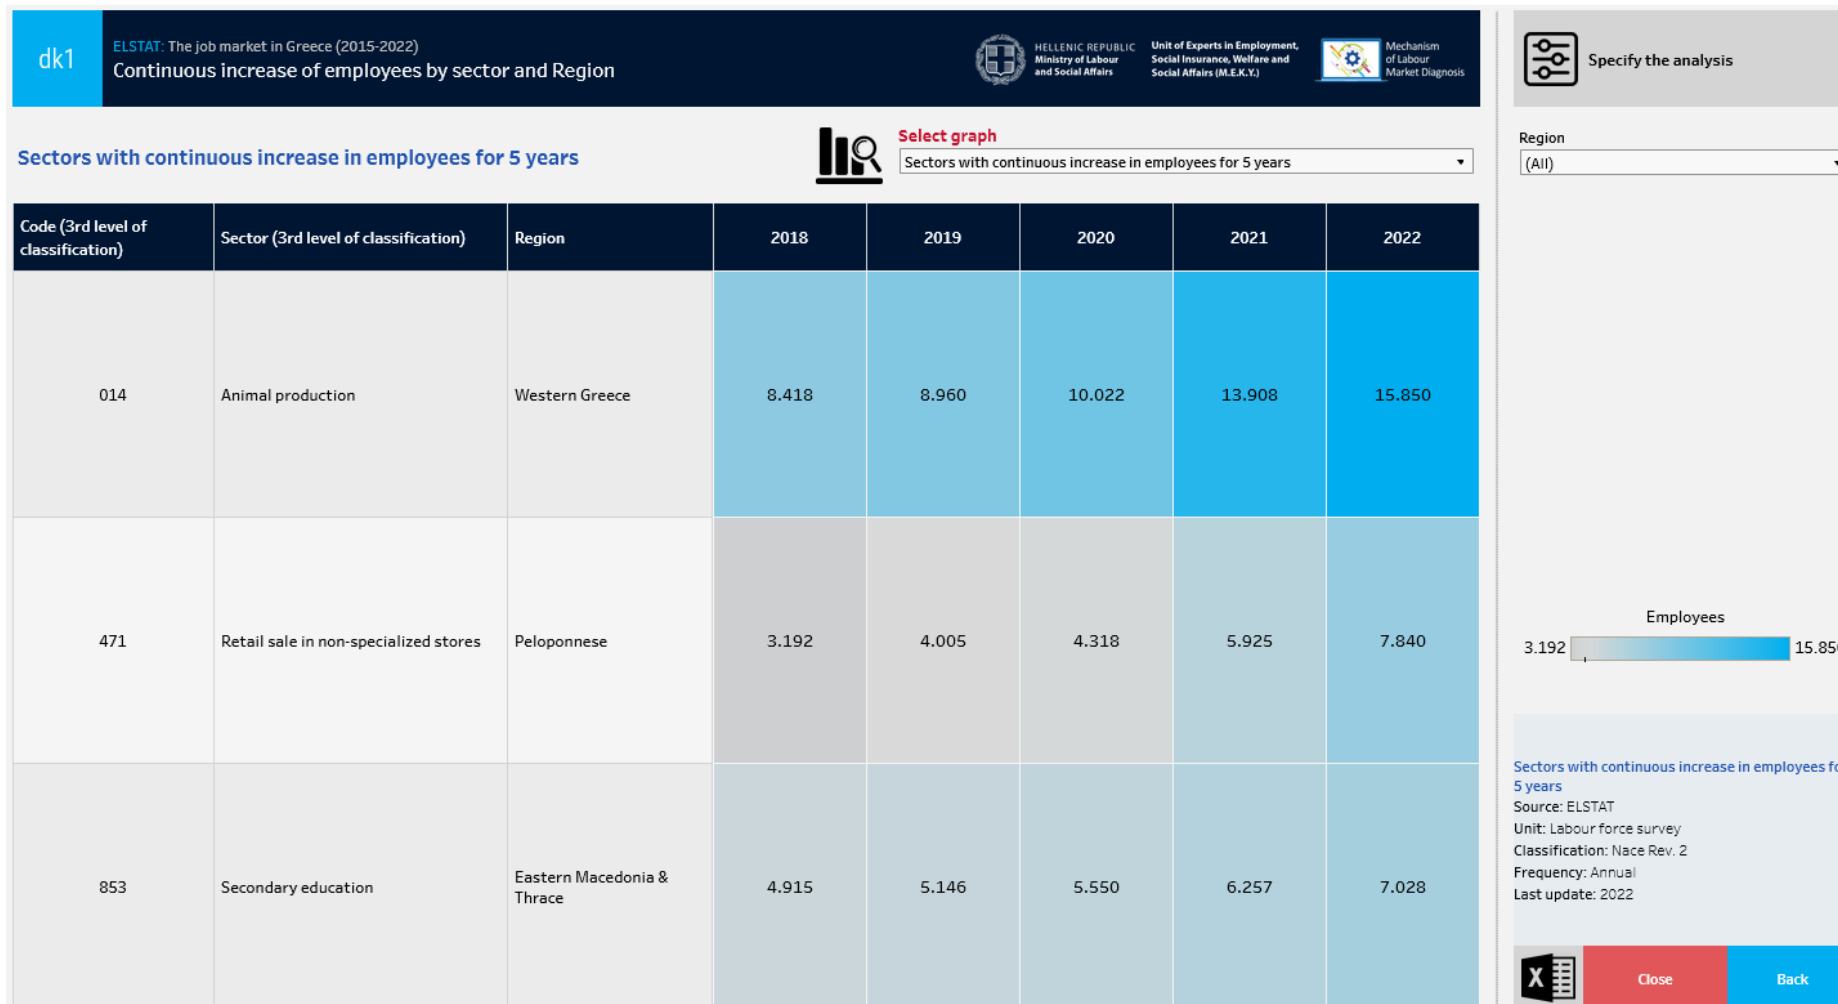 dk1
ELSTAT: The job market in Greece (2015-2022)
Continuous increase of employees by sector and Region
HELLENIC REPUBLIC
Ministry of Labour
and Social Affairs
Unit of Experts in Employment,
Social Insurance, Welfare and
Social Affairs (M.E.K.Y.)
Mechanism
of Labour
Market Diagnosis
Specify the analysis
Sectors with continuous increase in employees for 5 years
Select graph
Sectors with continuous increase in employees for 5 years
Region
(All)
Code (3rd level of
classification)
Sector (3rd level of classification)
Region
2018
2019
2020
2021
2022
014
Animal production
Western Greece
8.418
8.960
10.022
13.908
15.850
471
Retail sale in non-specialized stores
Peloponnese
3.192
4.005
4.318
5.925
7.840
853
Secondary education
Eastern Macedonia &
Thrace
4.915
5.146
5.550
6.257
7.028
Employees
3.192
15.850
Sectors with continuous increase in employees fo
5 years
Source: ELSTAT
Unit: Labour force survey
Classification: Nace Rev. 2
Frequency: Annual
Last update: 2022
X
Close
Back